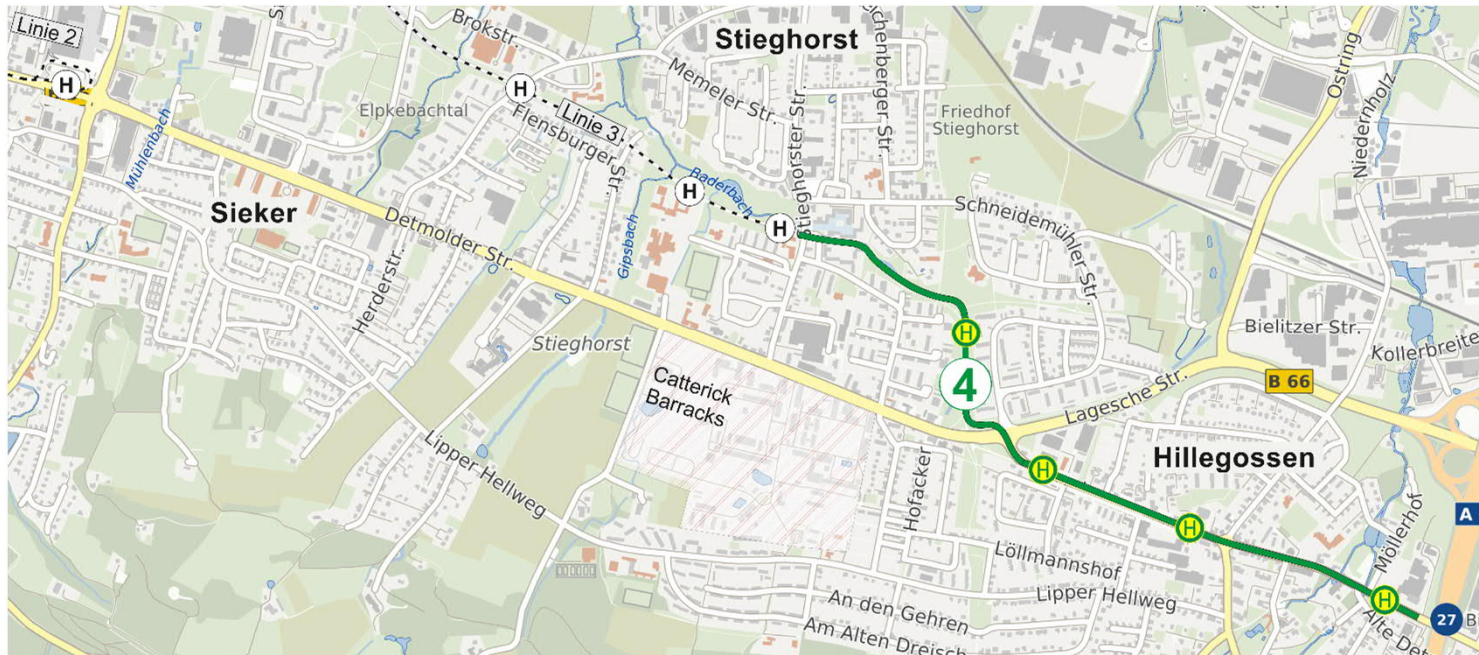 Linie 2
H
Brokstr.
Stieghorst
H
Elpkebachtal
Linie 3
Flensburger Str.
Memeler Str.
Stieghorster Str.
Friedhof
Stieghorst
Ostring
Niedernholz
Mühlenbach
Sieker
Detmolder Str.
Gipsbach
H
Baderbach
H
Schneidemühler Str.
Herderstr.
Stieghorst
H
4
Bielitzer Str.
Kollerbreite
B 66
Lagesche Str.
Catterick
Barracks
Lipper Hellweg
Hofacker
H
Hillegossen
H
A
Möllerhof
Löllmannshof
Lipper Hellweg
An den Gehren
Am Alten Dreisch
H
27
Alte Det